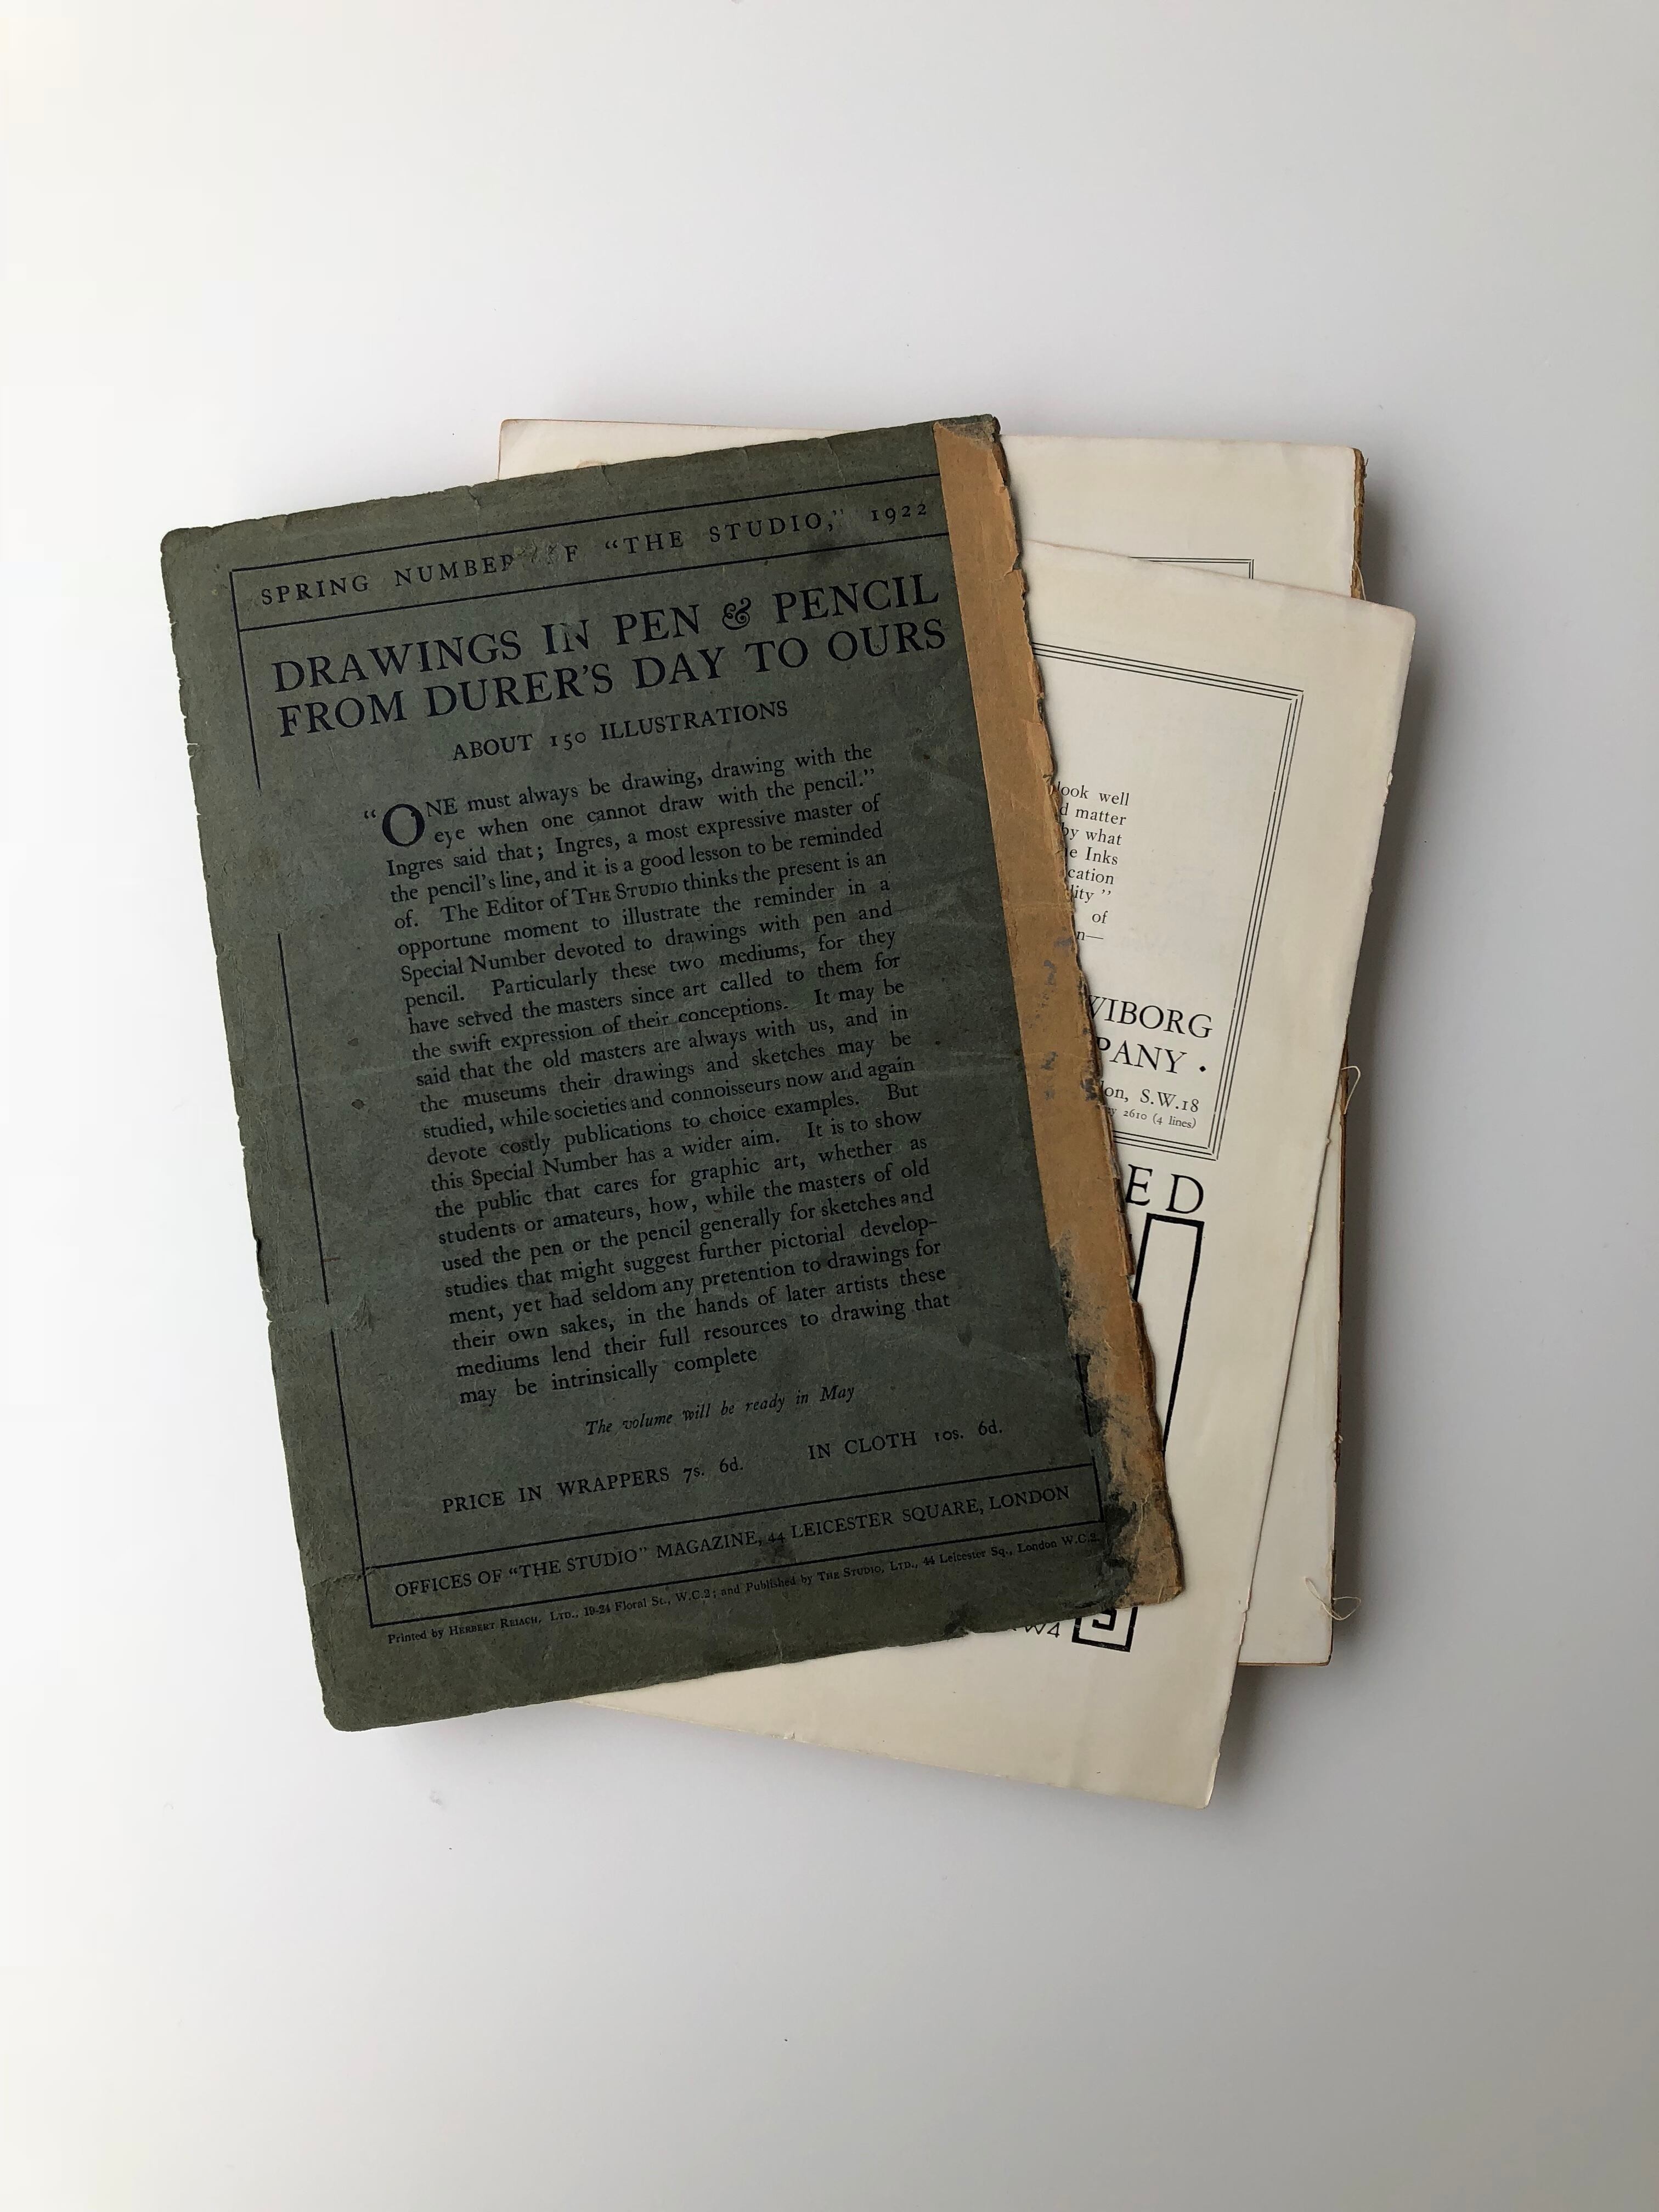 SPRING NUMBER OF "THE STUDIO," 1922
DRAWINGS IN PEN & PENCIL
FROM DURER'S DAY TO OURS
ABOUT 150 ILLUSTRATIONS
"ONE must always be drawing, drawing with the
eye when one cannot draw with the pencil."
Ingres said that; Ingres, a most expressive master of
the pencil's line, and it is a good lesson to be reminded
of. The Editor of THE STUDIO thinks the present is an
opportune moment to illustrate the reminder in a
Special Number devoted to drawings with pen and
pencil. Particularly these two mediums, for they
have served the masters since art called to them for
the swift expression of their conceptions. It may be
said that the old masters are always with us, and in
the museums their drawings and sketches may be
studied, while societies and connoisseurs now and again
devote costly publications to choice examples. But
this Special Number has a wider aim. It is to show
the public that cares for graphic art, whether as
students or amateurs, how, while the masters of old
used the pen or the pencil generally for sketches and
studies that might suggest further pictorial develop-
ment, yet had seldom any pretention to drawings for
their own sakes, in the hands of later artists these
mediums lend their full resources to drawing that
may be intrinsically complete
The volume will be ready in May
PRICE IN WRAPPERS 7s. 6d. IN CLOTH 10s. 6d.
OFFICES OF "THE STUDIO" MAGAZINE, 44 LEICESTER SQUARE, LONDON
Printed by HERBERT REIACH, LTD., 19-24 Floral St., W.C.2; and Published by THE STUDIO, LTD., 44 Leicester Sq., London W.C.2.
look well
matter
by what
Inks
of
WIBORG
PANY ·
S.W.18
2610 (4 lines)
ED
W4